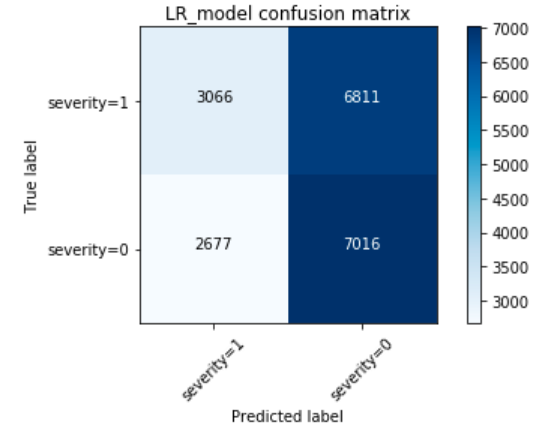 LR_model confusion matrix
True label
severity=1
3066 6811
severity=0
2677 7016
severity=1 severity=0
Predicted label
7000
6500
6000
5500
5000
4500
4000
3500
3000